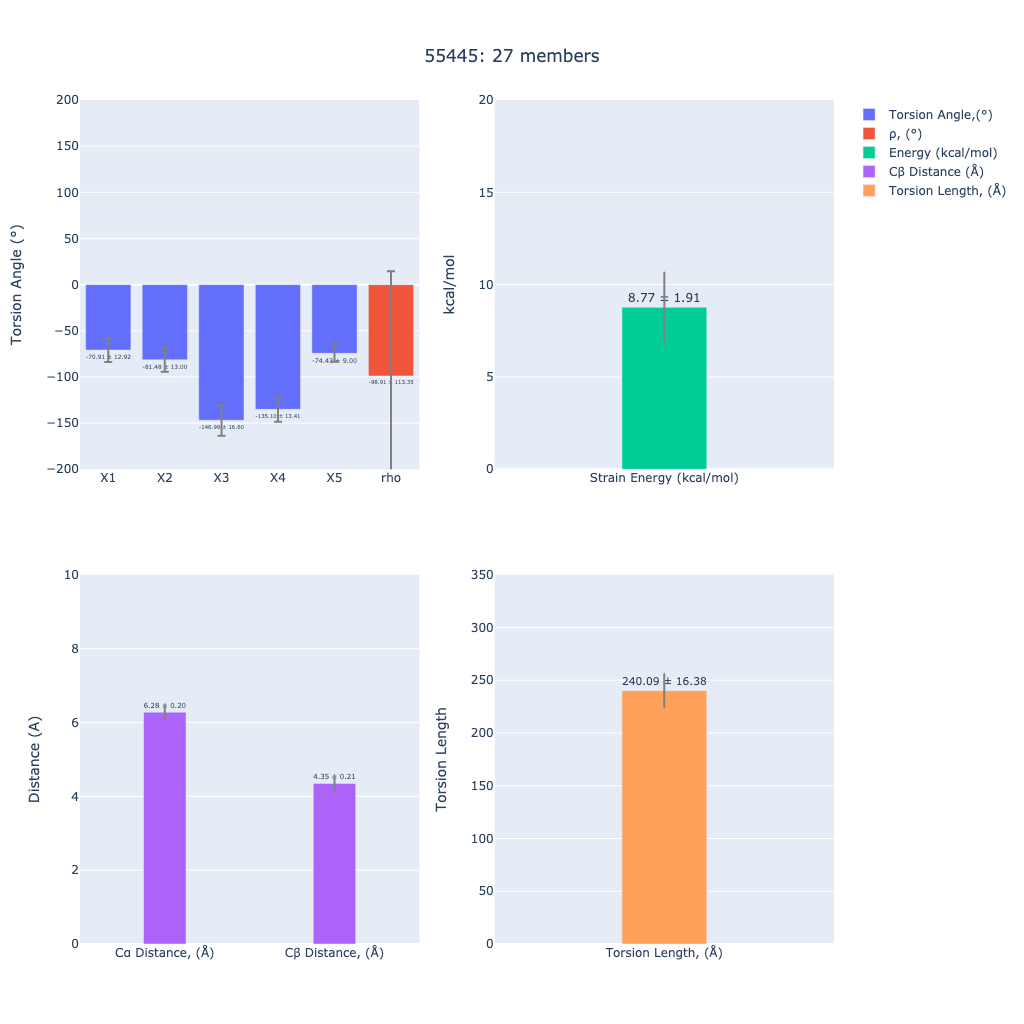 55445: 27 members
200
150
100
50
0
−50
−100
−150
−200
Torsion Angle (°)
-70.91 ± 12.92
-81.48 ± 13.00
-146.99 ± 16.60
-135.10 ± 13.41
-74.43 ± 9.00
-98.91 ± 113.35
X1 X2 X3 X4 X5 rho
20
15
10
5
0
kcal/mol
8.77 ± 1.91
Strain Energy (kcal/mol)
Torsion Angle,(°)
ρ, (°)
Energy (kcal/mol)
Cβ Distance (Å)
Torsion Length, (Å)
10
8
6
4
2
0
Distance (A)
6.28 ± 0.20
4.35 ± 0.21
Cα Distance, (Å) Cβ Distance, (Å)
350
300
250
200
150
100
50
0
Torsion Length
240.09 ± 16.38
Torsion Length, (Å)